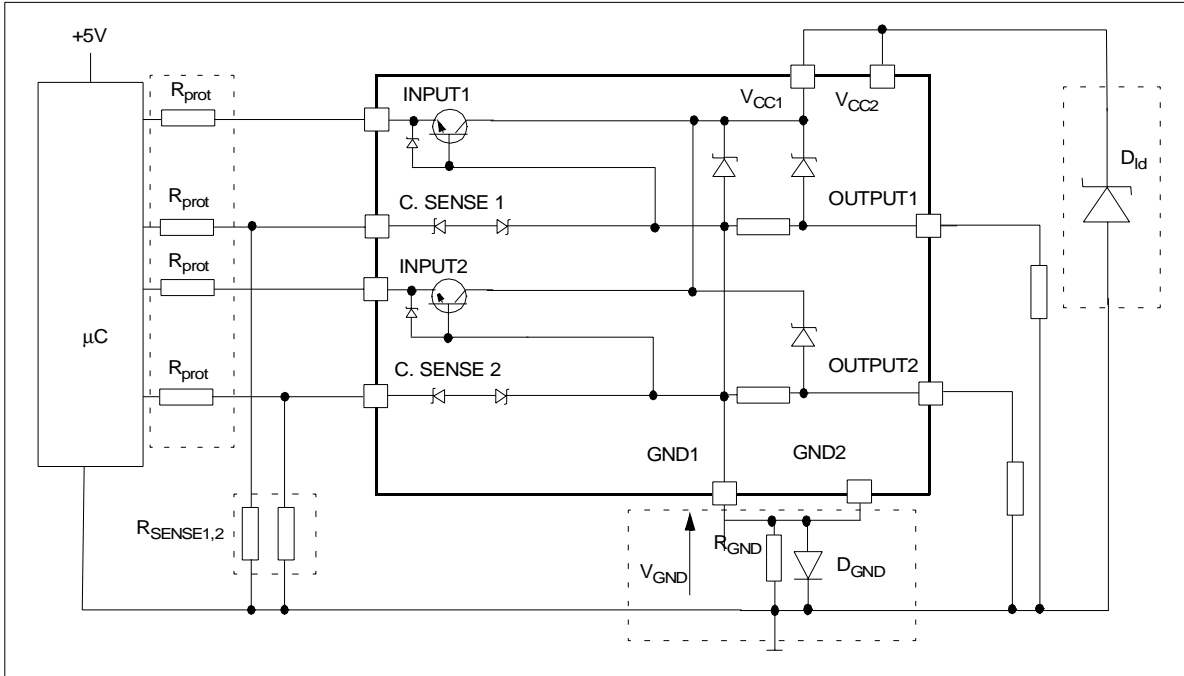 +5V
Rprot
INPUT1
VCC1
VCC2
Dld
Rprot
C. SENSE 1
OUTPUT1
Rprot
INPUT2
μC
Rprot
C. SENSE 2
OUTPUT2
GND1
GND2
RSENSE1,2
VGND
RGND
DGND